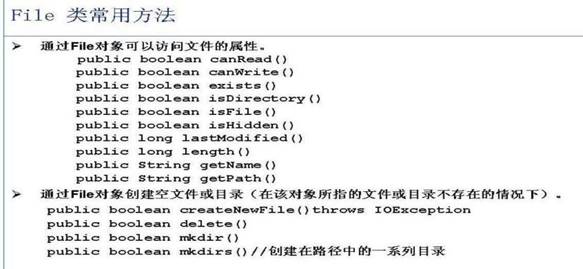 File 类常用方法
➢ 通过File对象可以访问文件的属性。
public boolean canRead()
public boolean canWrite()
public boolean exists()
public boolean isDirectory()
public boolean isFile()
public boolean isHidden()
public long lastModified()
public long length()
public String getName()
public String getPath()
➢ 通过File对象创建空文件或目录（在该对象所指的文件或目录不存在的情况下）。
public boolean createNewFile()throws IOException
public boolean delete()
public boolean mkdir()
public boolean mkdirs()//创建在路径中的一系列目录